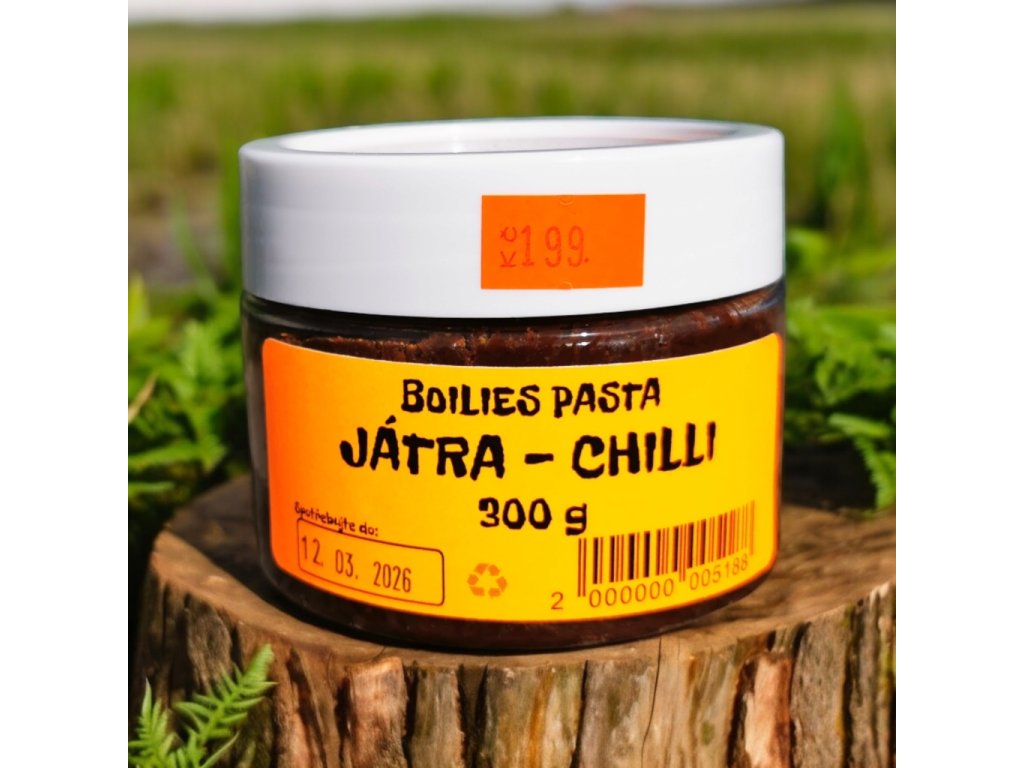 Kč 199.
BOILIES PASTA
JÁTRA - CHILLI
300 g
Spotřebujte do:
12. 03. 2026
2 000000 005188